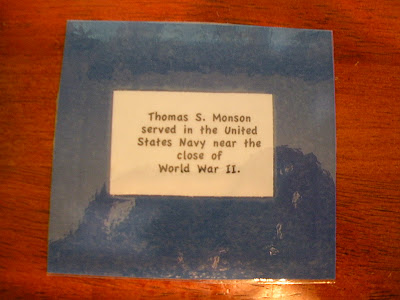 Thomas S. Monson
served in the United
States Navy near the
close of
World War II.